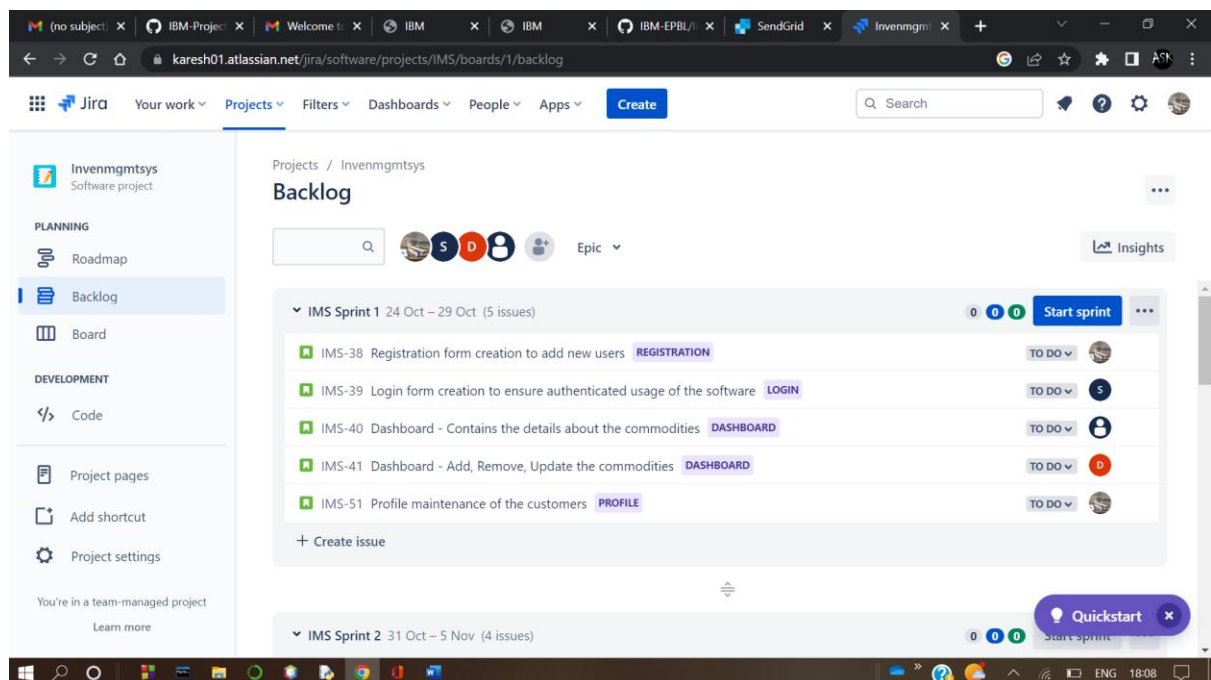 (no subject) IBM-Project Welcome t IBM IBM IBM-EPBL/ SendGrid Invenmgmt
karesh01.atlassian.net/jira/software/projects/IMS/boards/1/backlog ASK
Jira Your work Projects Filters Dashboards People Apps Create Search
Invenmgmtsys
Software project
PLANNING
Roadmap
Backlog
Board
DEVELOPMENT
Code
Project pages
Add shortcut
Project settings
You're in a team-managed project
Learn more
Projects / Invenmgmtsys
Backlog
S D Epic Insights
IMS Sprint 1 24 Oct – 29 Oct (5 issues) 0 0 0 Start sprint
IMS-38 Registration form creation to add new users REGISTRATION TO DO
IMS-39 Login form creation to ensure authenticated usage of the software LOGIN TO DO S
IMS-40 Dashboard - Contains the details about the commodities DASHBOARD TO DO
IMS-41 Dashboard - Add, Remove, Update the commodities DASHBOARD TO DO D
IMS-51 Profile maintenance of the customers PROFILE TO DO
+ Create issue
Quickstart
IMS Sprint 2 31 Oct – 5 Nov (4 issues) 0 0 0 Start sprint
ENG 18:08